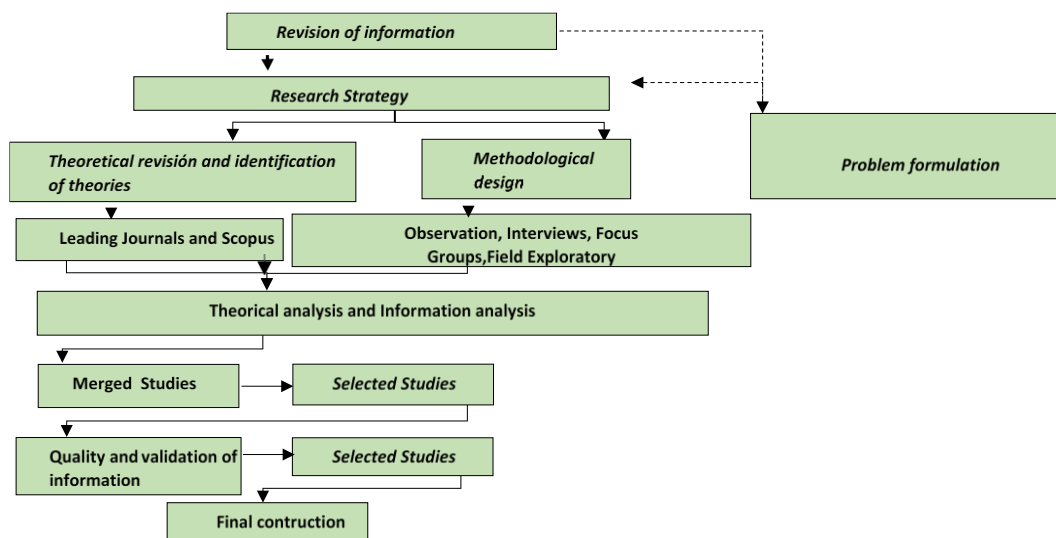 Revision of information
Research Strategy
Theoretical revisión and identification
of theories
Methodological
design
Problem formulation
Leading Journals and Scopus
Observation, Interviews, Focus
Groups,Field Exploratory
Theorical analysis and Information analysis
Merged Studies
Selected Studies
Quality and validation of
information
Selected Studies
Final contruction